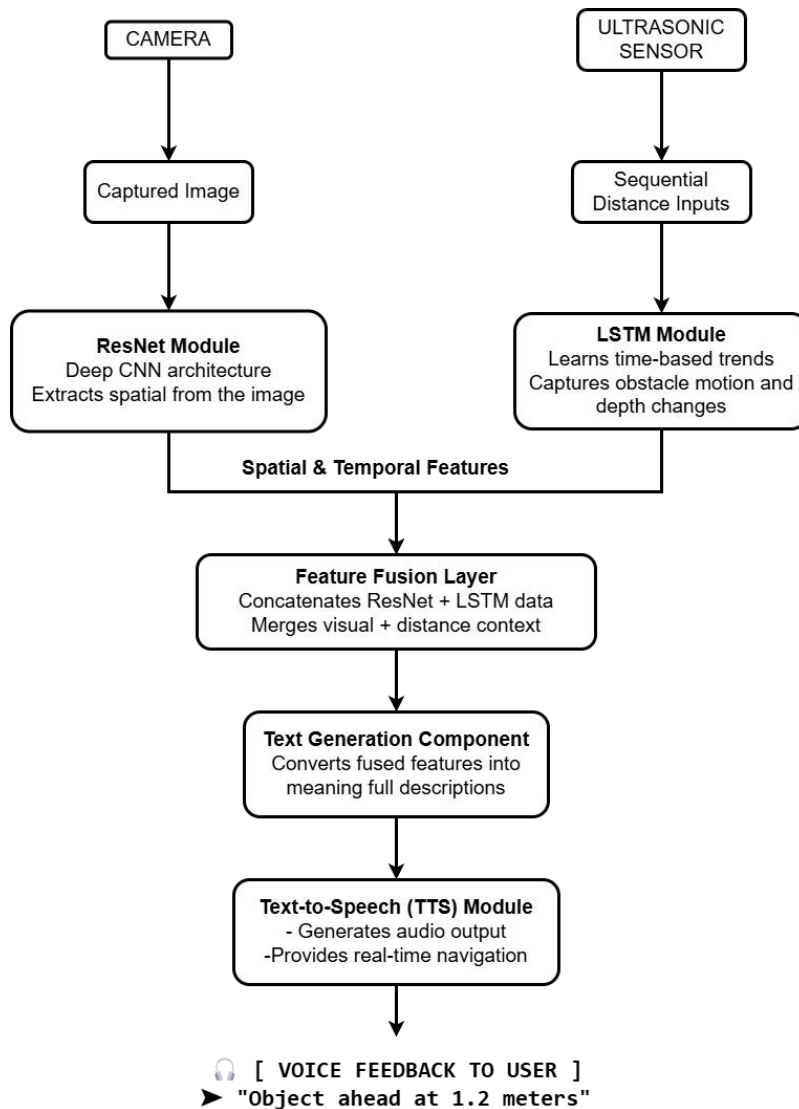 CAMERA
ULTRASONIC
SENSOR
Captured Image
Sequential
Distance Inputs
ResNet Module
Deep CNN architecture
Extracts spatial from the image
LSTM Module
Learns time-based trends
Captures obstacle motion and
depth changes
Spatial & Temporal Features
Feature Fusion Layer
Concatenates ResNet + LSTM data
Merges visual + distance context
Text Generation Component
Converts fused features into
meaning full descriptions
Text-to-Speech (TTS) Module
- Generates audio output
-Provides real-time navigation
🎧 [ VOICE FEEDBACK TO USER ]
➤ "Object ahead at 1.2 meters"